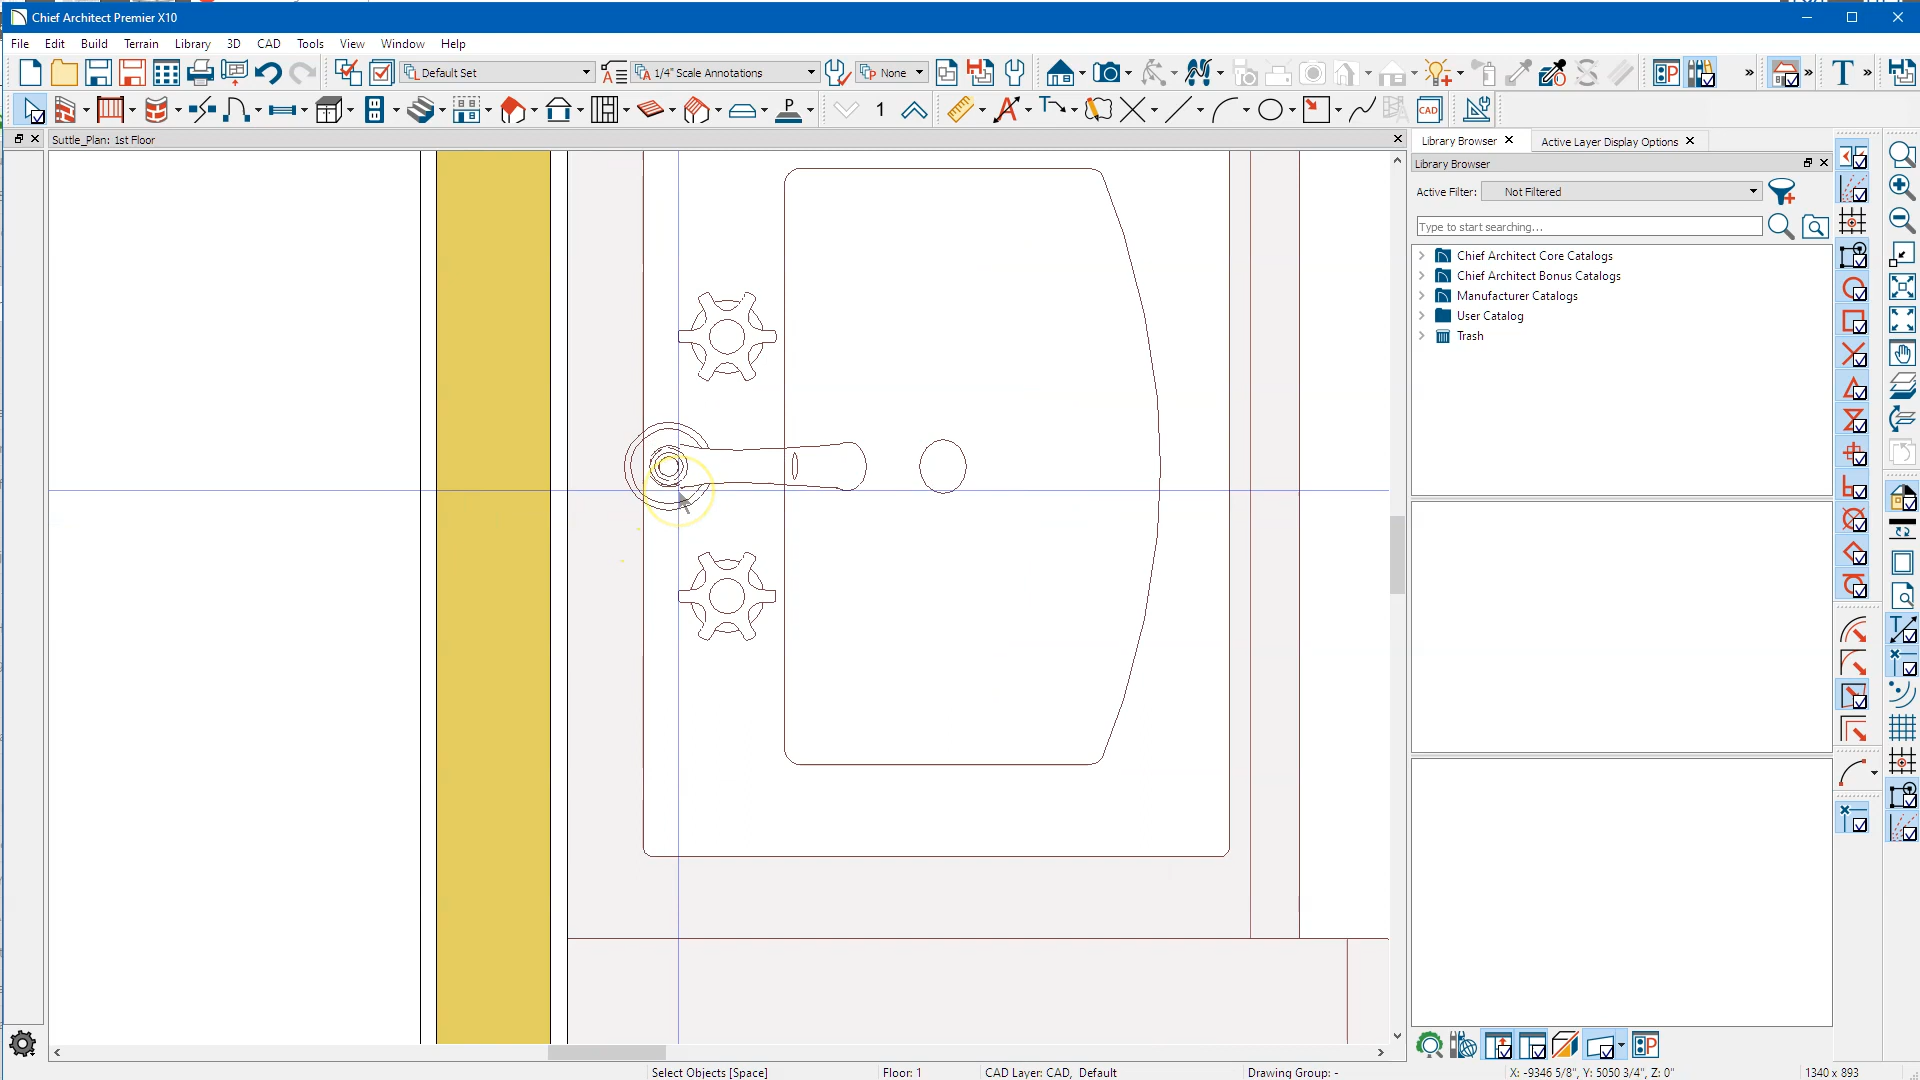 Chief Architect Premier X10
File Edit Build Terrain Library 3D CAD Tools View Window Help
Default Set 1/4" Scale Annotations None T
P 1 A CAD
Suttle_Plan: 1st Floor
Library Browser Active Layer Display Options
Library Browser
Active Filter: Not Filtered
Type to start searching...
Chief Architect Core Catalogs
Chief Architect Bonus Catalogs
Manufacturer Catalogs
User Catalog
Trash
Select Objects [Space] Floor: 1 CAD Layer: CAD, Default Drawing Group: - X: -9346 5/8", Y: 5050 3/4", Z: 0" 1340 x 893